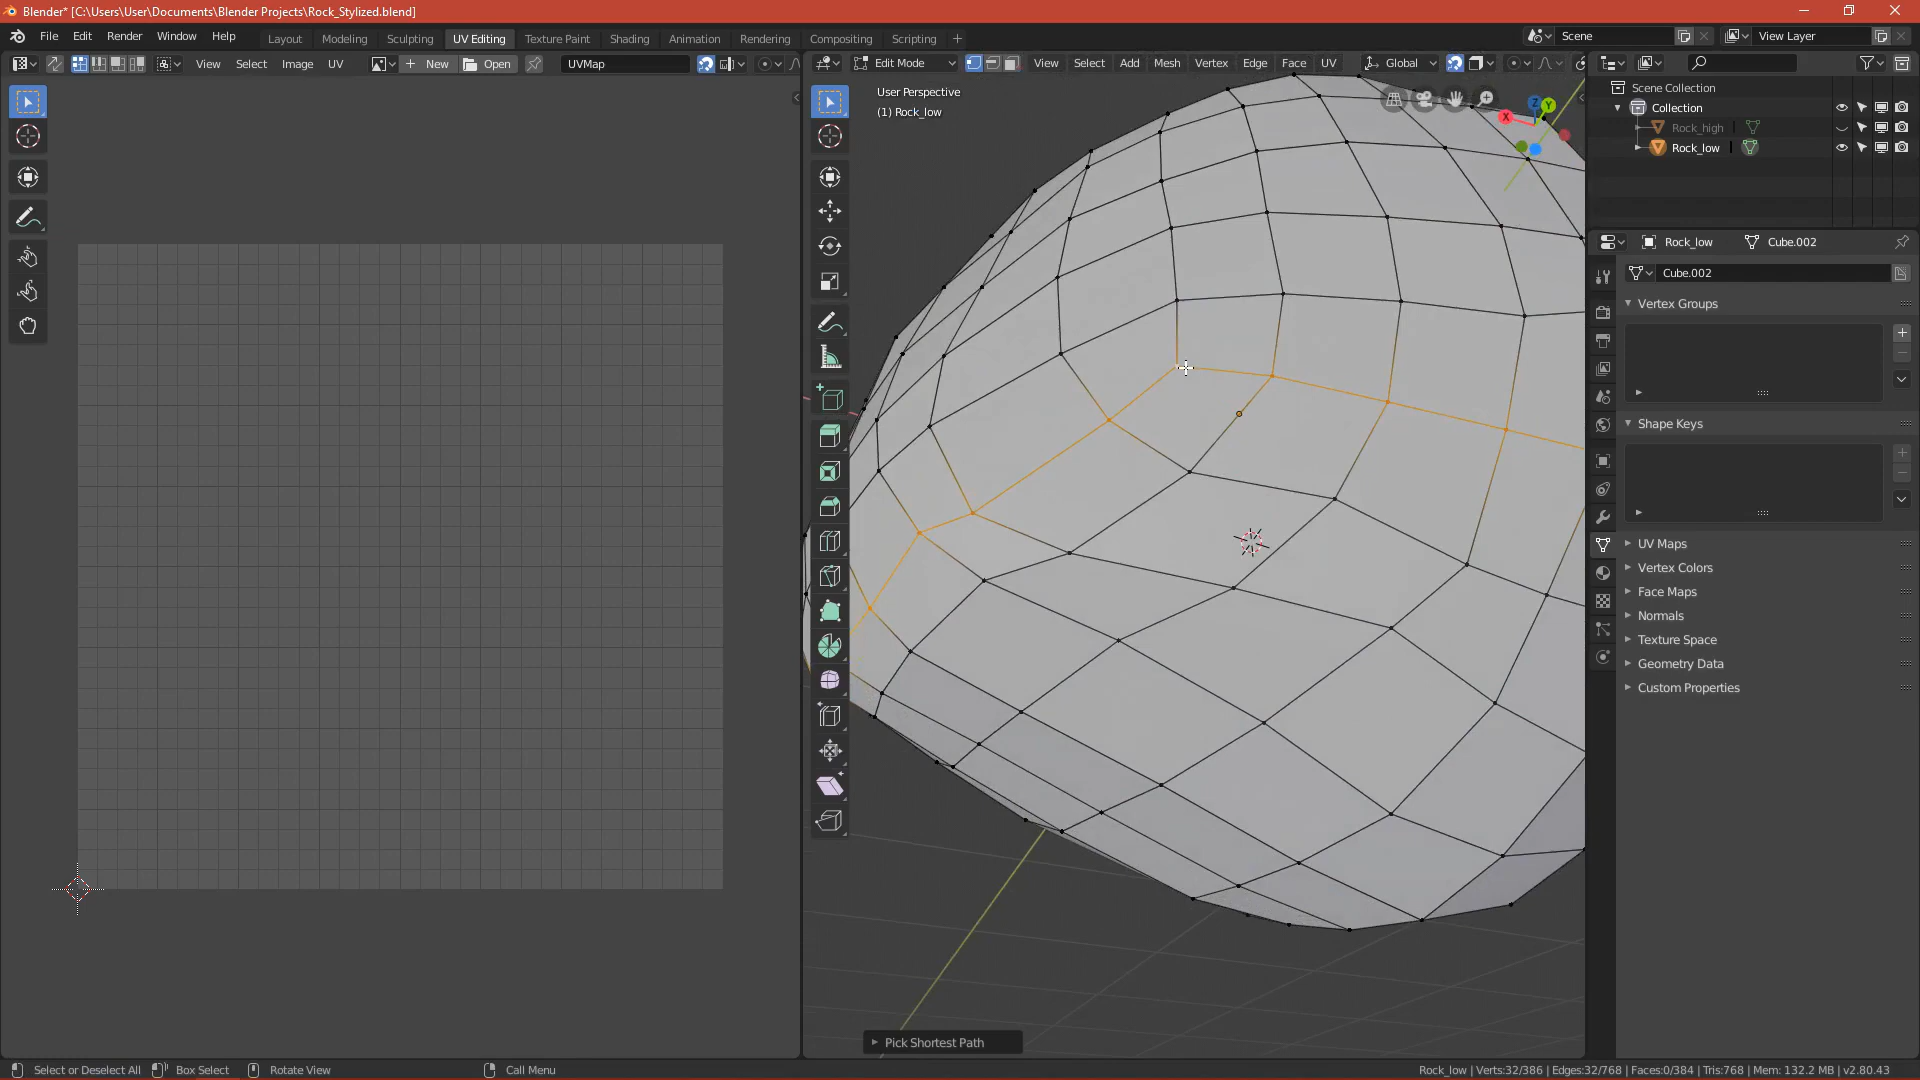 Blender* [C:\Users\User\Documents\Blender Projects\Rock_Stylized.blend]
File Edit Render Window Help
Layout Modeling Sculpting UV Editing Texture Paint Shading Animation Rendering Compositing Scripting
Scene
View Layer
View Select Image UV
New
Open
UVMap
Edit Mode
View Select Add Mesh Vertex Edge Face UV
Global
User Perspective
(1) Rock_low
X
Y
Z
Scene Collection
Collection
Rock_high
Rock_low
Rock_low
Cube.002
Cube.002
Vertex Groups
Shape Keys
UV Maps
Vertex Colors
Face Maps
Normals
Texture Space
Geometry Data
Custom Properties
Pick Shortest Path
Select or Deselect All
Box Select
Rotate View
Call Menu
Rock_low | Verts:32/386 | Edges:32/768 | Faces:0/384 | Tris:768 | Mem: 132.2 MB | v2.80.43